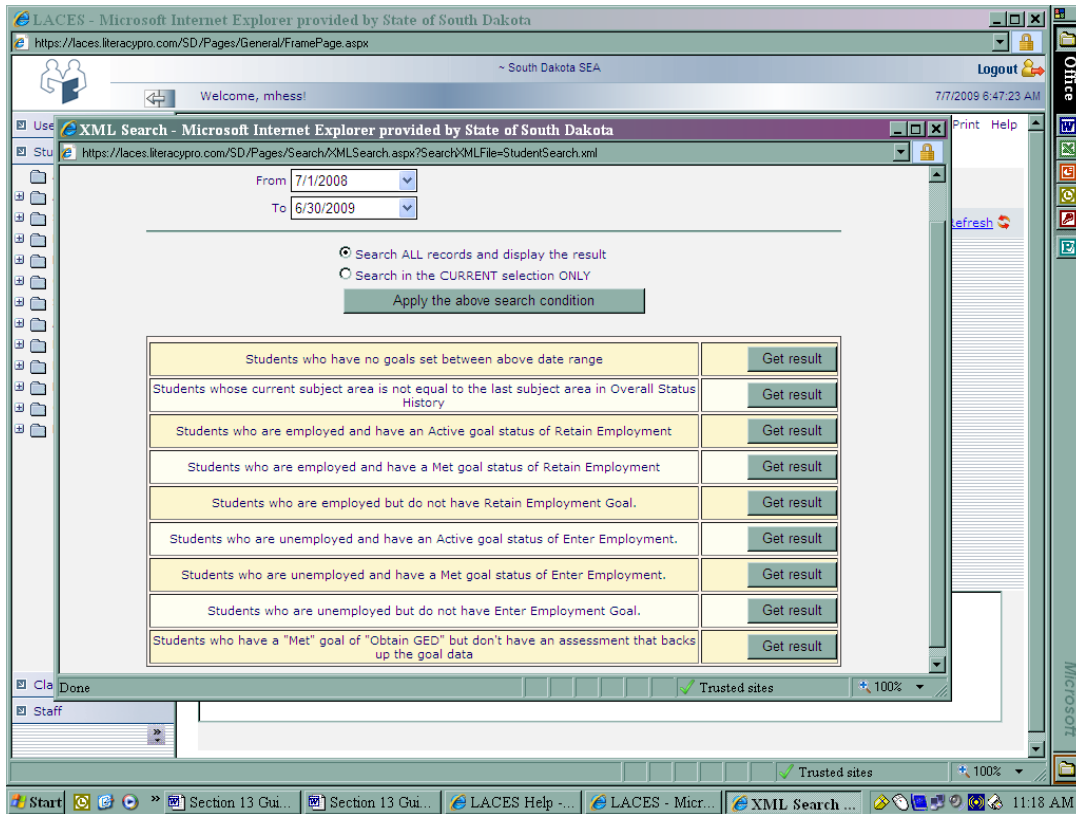 LACES - Microsoft Internet Explorer provided by State of South Dakota
https://laces.literacypro.com/SD/Pages/General/FramePage.aspx
~ South Dakota SEA
Logout
Welcome, mhess!
7/7/2009 6:47:23 AM
Use
Print Help
Stu
XML Search - Microsoft Internet Explorer provided by State of South Dakota
https://laces.literacypro.com/SD/Pages/Search/XMLSearch.aspx?SearchXMLFile=StudentSearch.xml
From 7/1/2008
To 6/30/2009
Refresh
Search ALL records and display the result
Search in the CURRENT selection ONLY
Apply the above search condition
Students who have no goals set between above date range Get result
Students whose current subject area is not equal to the last subject area in Overall Status
History Get result
Students who are employed and have an Active goal status of Retain Employment Get result
Students who are employed and have a Met goal status of Retain Employment Get result
Students who are employed but do not have Retain Employment Goal. Get result
Students who are unemployed and have an Active goal status of Enter Employment. Get result
Students who are unemployed and have a Met goal status of Enter Employment. Get result
Students who are unemployed but do not have Enter Employment Goal. Get result
Students who have a "Met" goal of "Obtain GED" but don't have an assessment that backs
up the goal data Get result
Cla
Done
Trusted sites
100%
Staff
Trusted sites
100%
Office
Microsoft
Start
Section 13 Gui...
Section 13 Gui...
LACES Help -...
LACES - Micr...
XML Search ...
11:18 AM